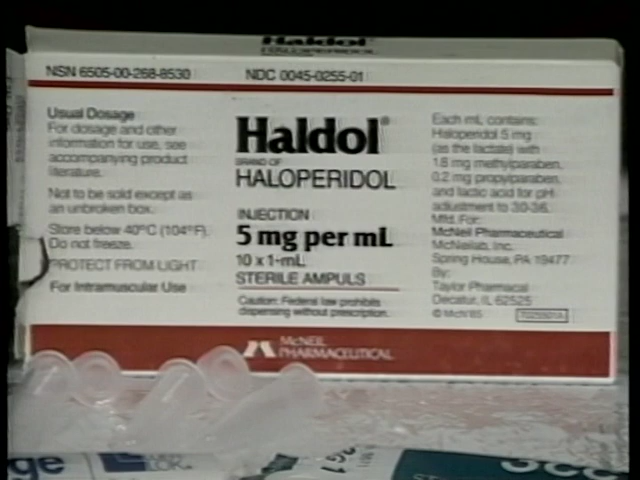 Haldol
NSN 6505-00-268-8530
NDC 0045-0255-01
Usual Dosage
For dosage and other
information for use, see
accompanying product
literature.
Not to be sold except as
an unbroken box.
Store below 40°C (104°F).
Do not freeze.
PROTECT FROM LIGHT
For Intramuscular Use
Haldol®
BRAND OF
HALOPERIDOL
INJECTION
5 mg per mL
10 x 1-mL
STERILE AMPULS
Caution: Federal law prohibits
dispensing without prescription.
Each mL contains:
Haloperidol 5 mg
(as the lactate) with
1.8 mg methylparaben,
0.2 mg propylparaben,
and lactic acid for pH
adjustment to
Mfd. For:
McNeil Pharmaceutical
McNeilab, Inc.
Spring House, PA 19477
By:
Taylor Pharmacal
Decatur, IL 62525
© McN'85
McNEIL
PHARMACEUTICAL
ge